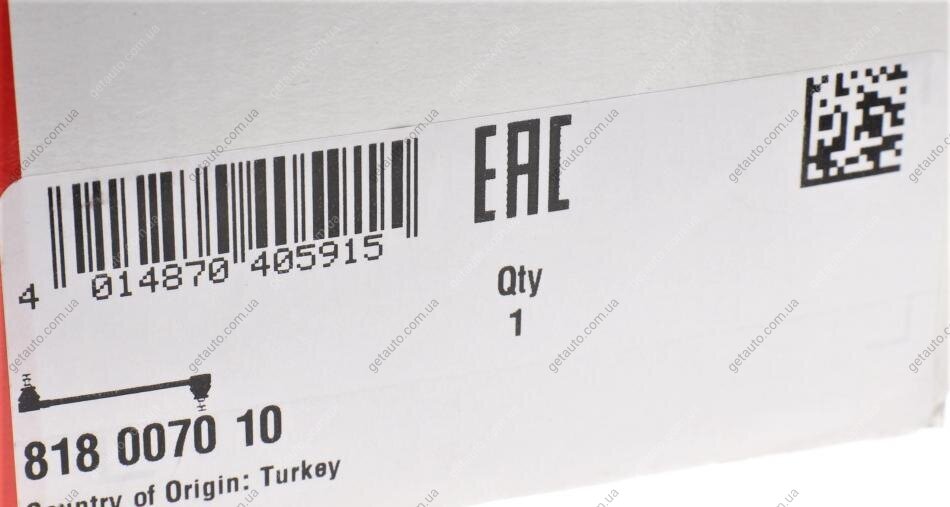 EAC
4 014870 405915
Qty
1
818 0070 10
Country of Origin: Turkey
getauto.com.ua